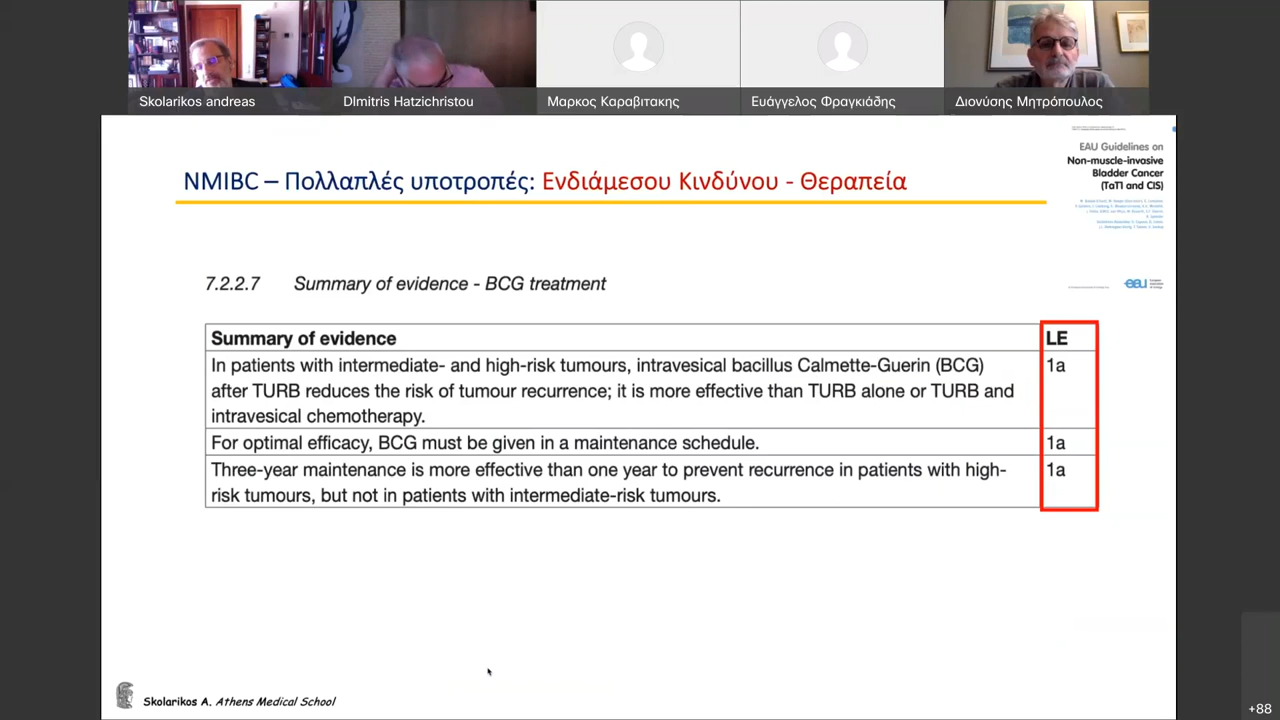 Skolarikos andreas
DImitris Hatzichristou
Μαρκος Καραβιτακης
Ευάγγελος Φραγκιάδης
Διονύσης Μητρόπουλος
EAU Guidelines on
Non-muscle-invasive
Bladder Cancer
(TaT1 and CIS)
NMIBC – Πολλαπλές υποτροπές: Ενδιάμεσου Κινδύνου - Θεραπεία
7.2.2.7 Summary of evidence - BCG treatment
eau
Summary of evidence LE
In patients with intermediate- and high-risk tumours, intravesical bacillus Calmette-Guerin (BCG) 1a
after TURB reduces the risk of tumour recurrence; it is more effective than TURB alone or TURB and
intravesical chemotherapy.
For optimal efficacy, BCG must be given in a maintenance schedule. 1a
Three-year maintenance is more effective than one year to prevent recurrence in patients with high- 1a
risk tumours, but not in patients with intermediate-risk tumours.
Skolarikos A. Athens Medical School
+88